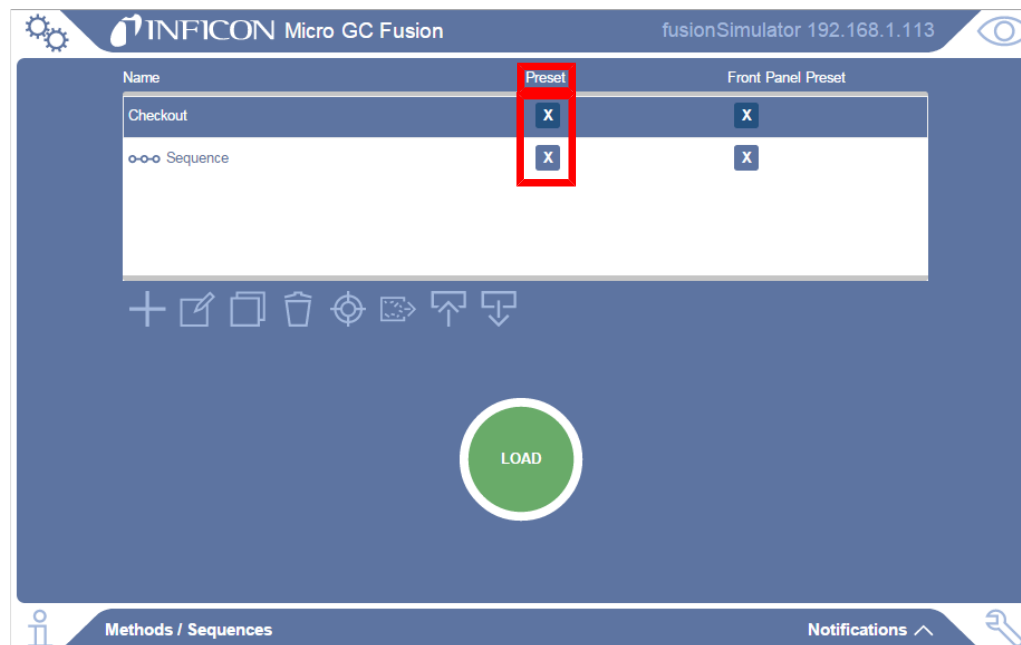 INFICON Micro GC Fusion fusionSimulator 192.168.1.113
Name Preset Front Panel Preset
Checkout X X
Sequence X X
LOAD
Methods / Sequences Notifications